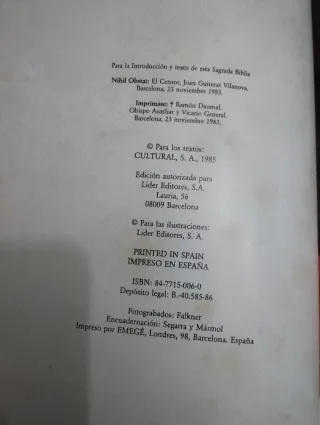 Para la Introducción y texto de esta Sagrada Biblia
Nihil Obstat: El Censor, Joan Guiteras Vilanova.
Barcelona, 23 noviembre 1983.
Imprimase: † Ramón Daumal.
Obispo Auxiliar y Vicario General.
Barcelona, 23 noviembre 1983.
© Para los textos:
CULTURAL, S. A., 1985
Edición autorizada para
Lider Editores, S.A.
Lauria, 56
08009 Barcelona
© Para las ilustraciones:
Lider Editores, S. A.
PRINTED IN SPAIN
IMPRESO EN ESPAÑA
ISBN: 84-7715-006-0
Depósito legal: B.-40.585-86
Fotograbados: Falkner
Encuadernación: Segarra y Mármol
Impreso por EMEGÉ, Londres, 98, Barcelona. España